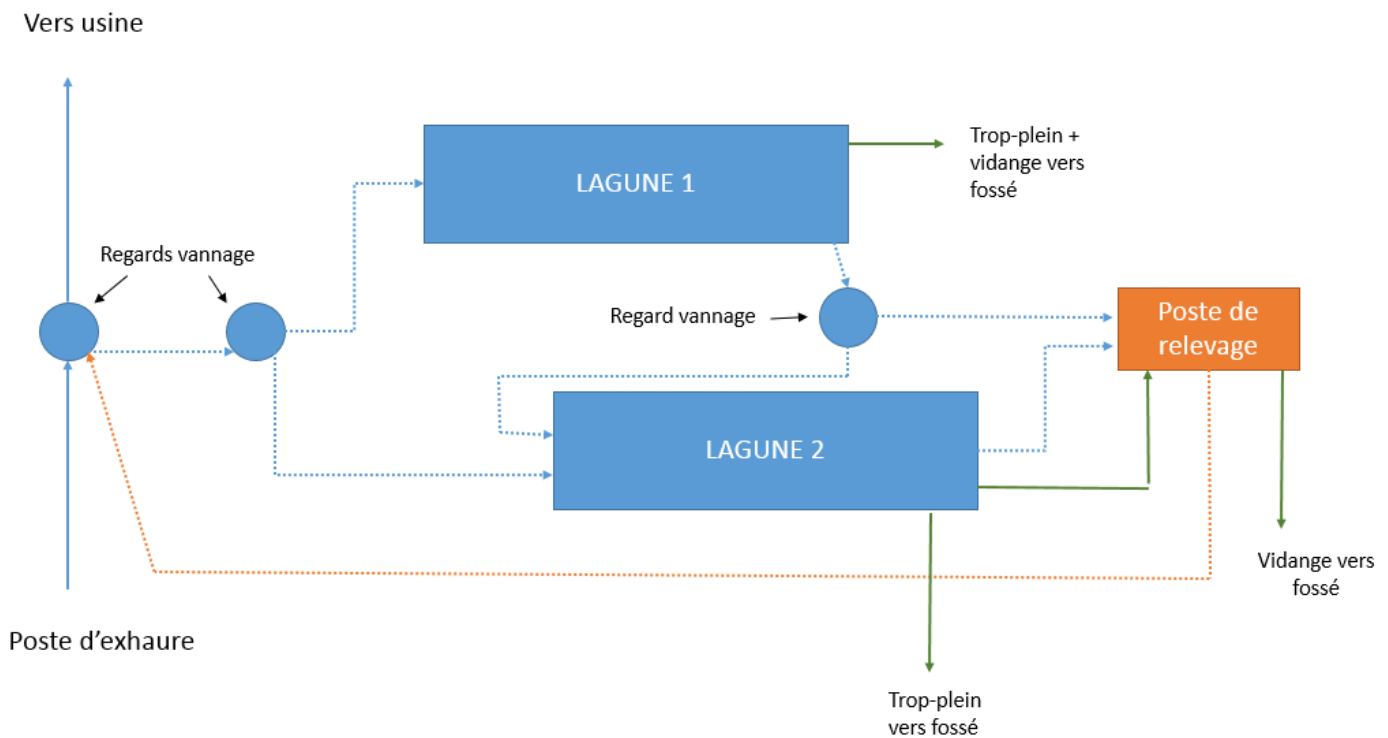 Vers usine
Trop-plein +
vidange vers
fossé
LAGUNE 1
Regards vannage
Regard vannage
Poste de
relevage
LAGUNE 2
Vidange vers
fossé
Poste d’exhaure
Trop-plein
vers fossé